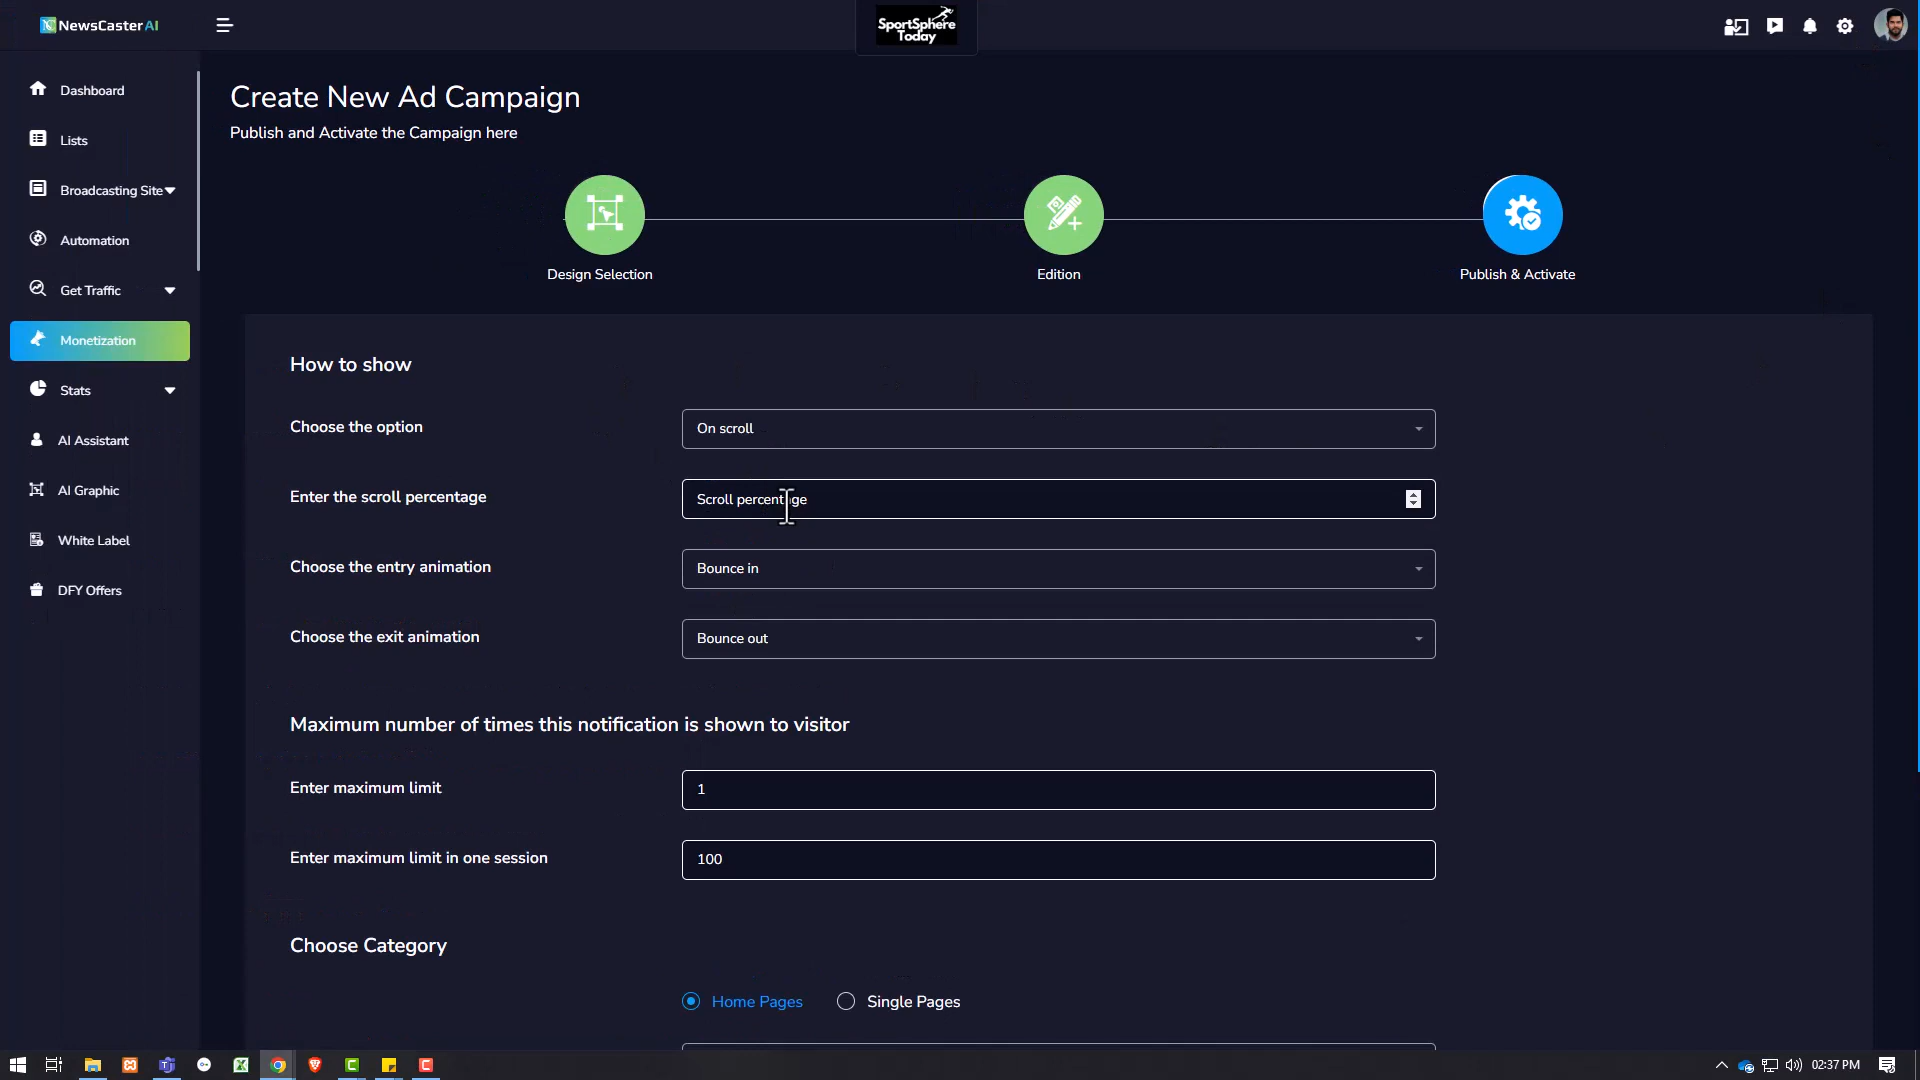 NewsCaster AI
SportSphere
Today
Dashboard
Lists
Broadcasting Site
Automation
Get Traffic
Monetization
Stats
AI Assistant
AI Graphic
White Label
DFY Offers
Create New Ad Campaign
Publish and Activate the Campaign here
Design Selection
Edition
Publish & Activate
How to show
Choose the option
On scroll
Enter the scroll percentage
Scroll percentage
Choose the entry animation
Bounce in
Choose the exit animation
Bounce out
Maximum number of times this notification is shown to visitor
Enter maximum limit
1
Enter maximum limit in one session
100
Choose Category
Home Pages
Single Pages
02:37 PM